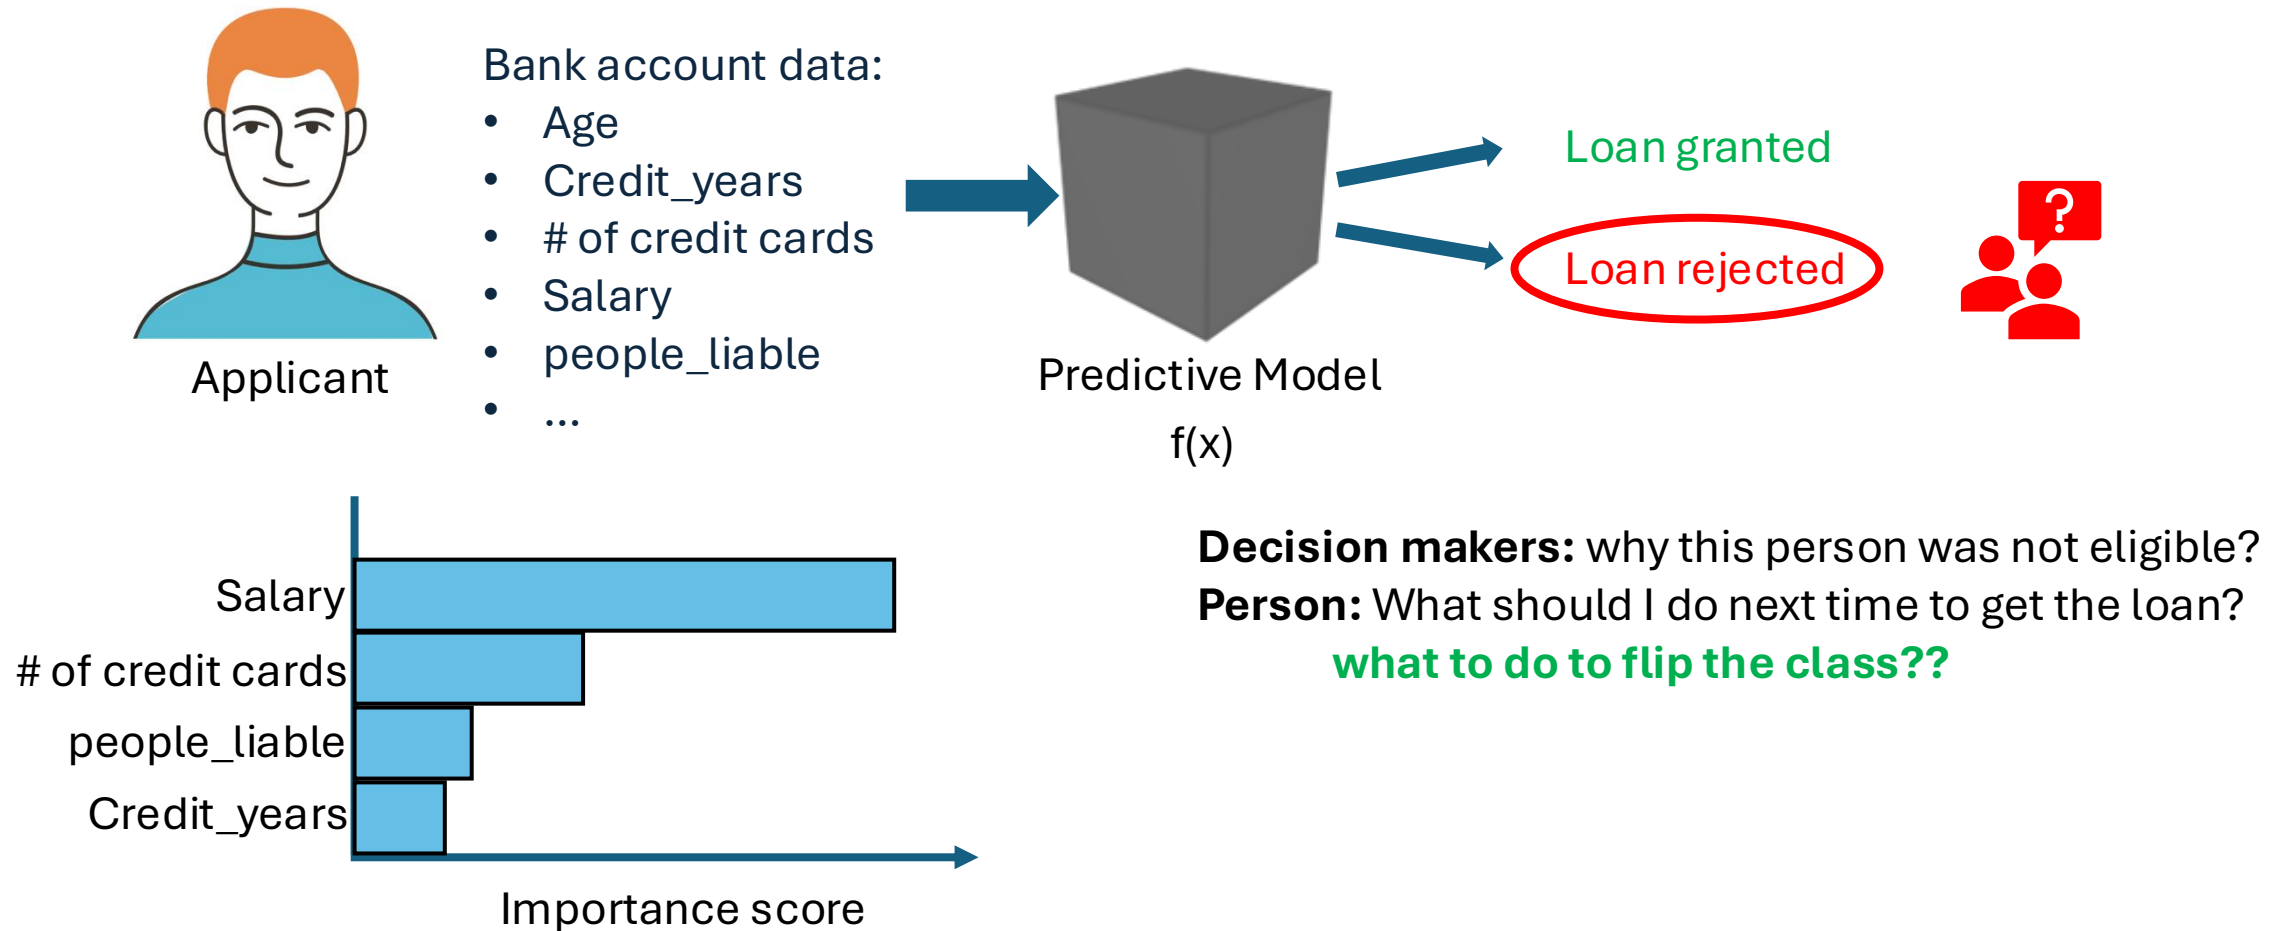 Bank account data:
• Age
• Credit_years
• # of credit cards
• Salary
• people_liable
• ...
Applicant
Predictive Model
f(x)
Loan granted
Loan rejected
?
Salary
# of credit cards
people_liable
Credit_years
Importance score
Decision makers: why this person was not eligible?
Person: What should I do next time to get the loan?
what to do to flip the class??